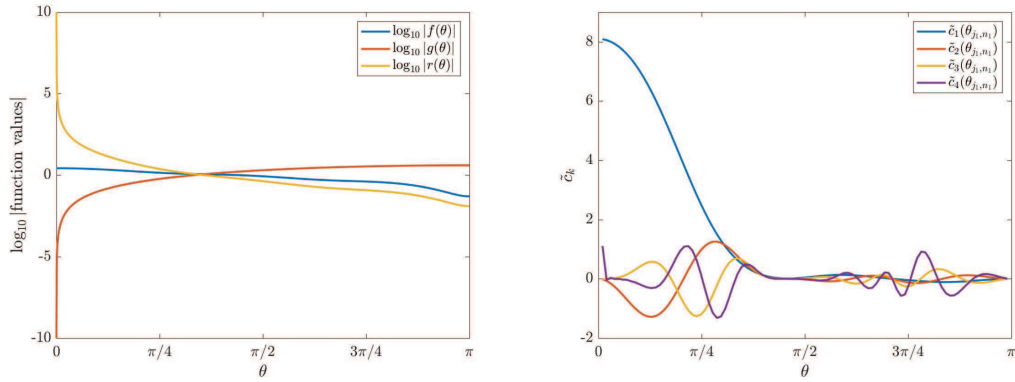 10
5
0
-5
-10
log₁₀ |function values|
0
π/4
π/2
3π/4
π
θ
log₁₀ |f(θ)|
log₁₀ |g(θ)|
log₁₀ |r(θ)|
8
6
4
2
0
-2
c̃ₖ
0
π/4
π/2
3π/4
π
θ
c̃₁(θ_{j₁,n₁})
c̃₂(θ_{j₁,n₁})
c̃₃(θ_{j₁,n₁})
c̃₄(θ_{j₁,n₁})